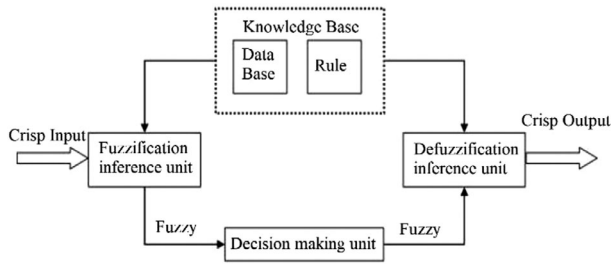 Knowledge Base
Data
Base
Rule
Crisp Input
Fuzzification
inference unit
Defuzzification
inference unit
Crisp Output
Fuzzy
Decision making unit
Fuzzy